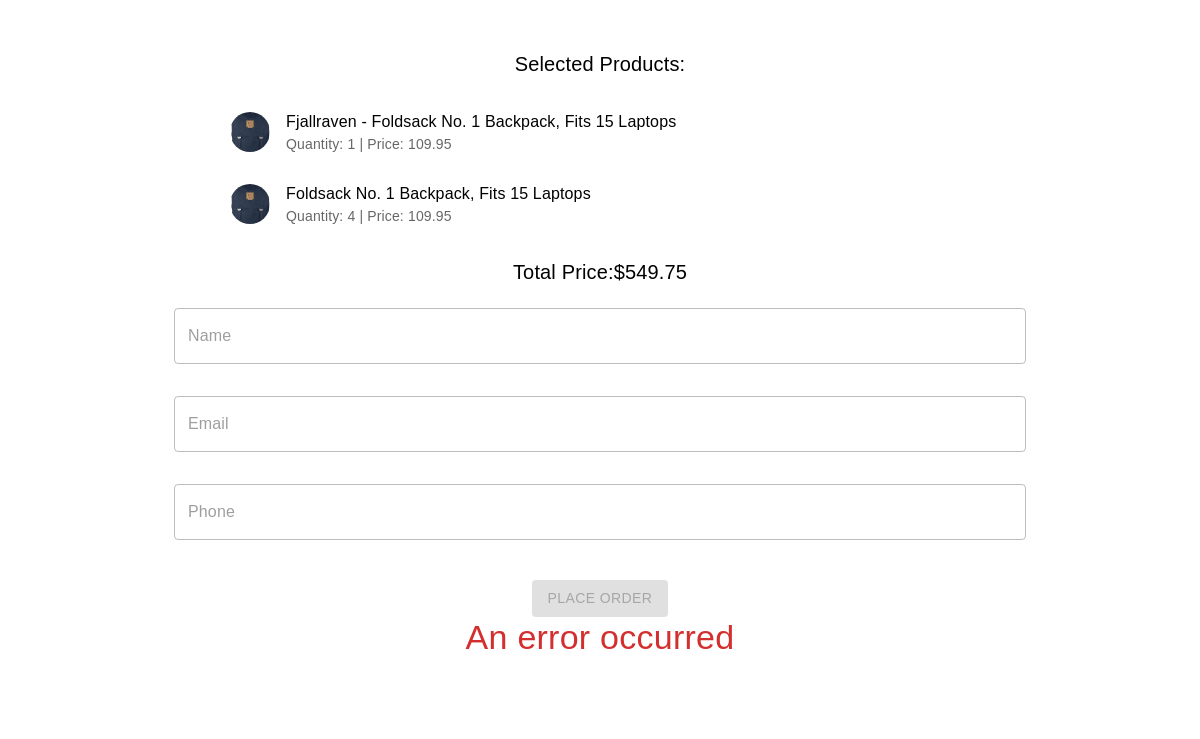 Selected Products:
Fjallraven - Foldsack No. 1 Backpack, Fits 15 Laptops
Quantity: 1 | Price: 109.95
Foldsack No. 1 Backpack, Fits 15 Laptops
Quantity: 4 | Price: 109.95
Total Price:$549.75
Name
Email
Phone
PLACE ORDER
An error occurred